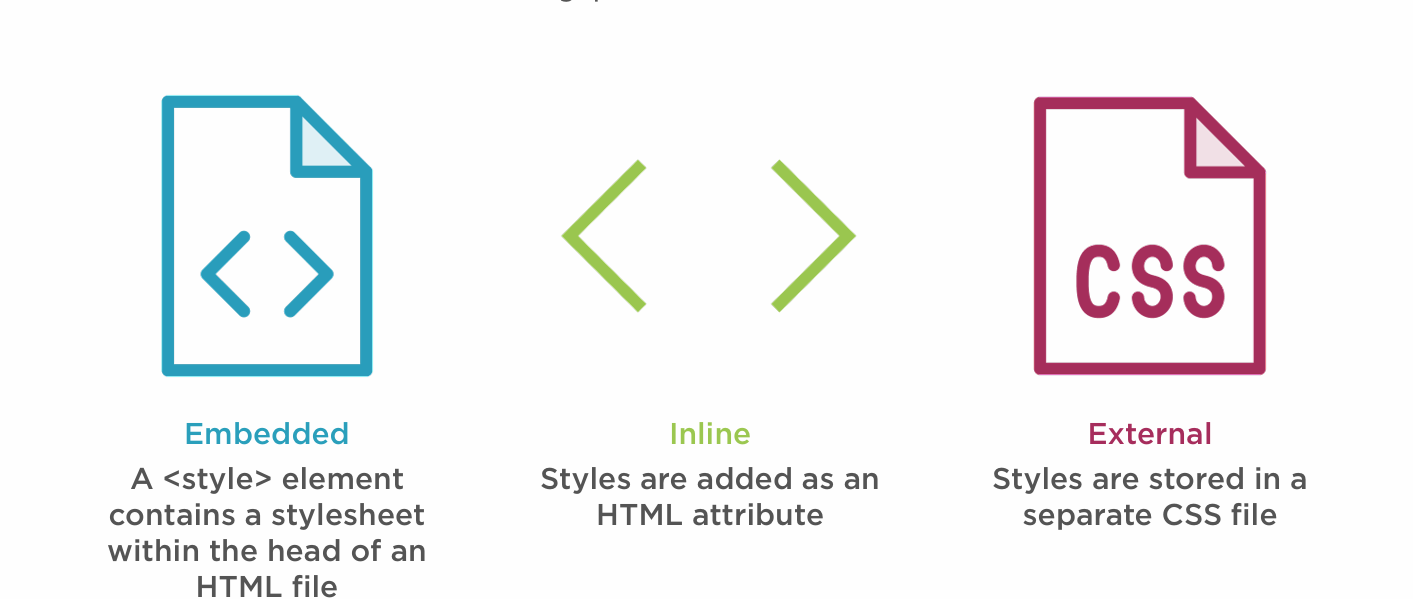 CSS
Embedded
A <style> element
contains a stylesheet
within the head of an
HTML file
Inline
Styles are added as an
HTML attribute
External
Styles are stored in a
separate CSS file